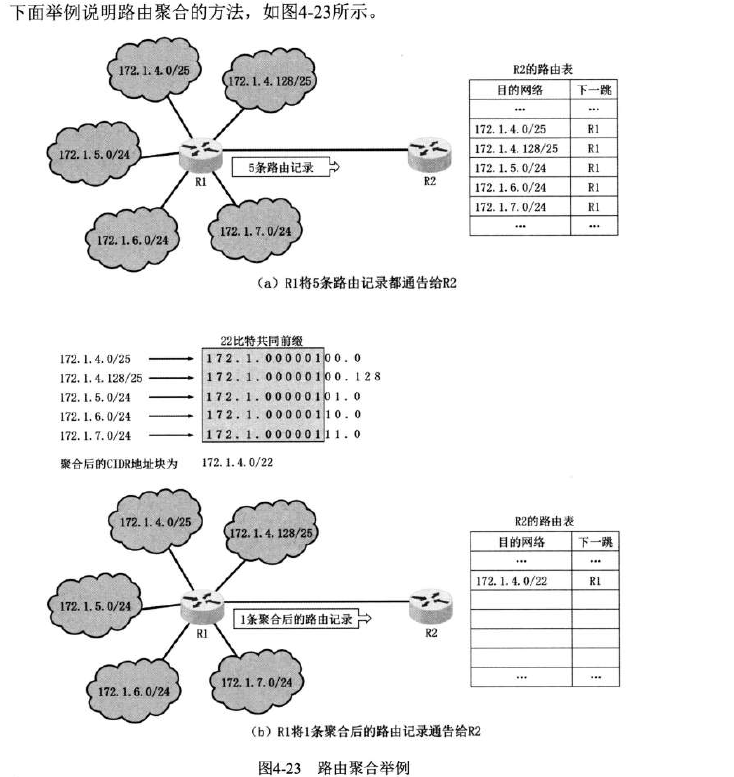 下面举例说明路由聚合的方法，如图4-23所示。
172.1.4.0/25
172.1.4.128/25
172.1.5.0/24
172.1.6.0/24
172.1.7.0/24
R1
5条路由记录
R2
R2的路由表
目的网络 下一跳
… …
172.1.4.0/25 R1
172.1.4.128/25 R1
172.1.5.0/24 R1
172.1.6.0/24 R1
172.1.7.0/24 R1
… …
（a）R1将5条路由记录都通告给R2
22比特共同前缀
172.1.4.0/25 172.1.00000100.0
172.1.4.128/25 172.1.00000100.128
172.1.5.0/24 172.1.00000101.0
172.1.6.0/24 172.1.00000110.0
172.1.7.0/24 172.1.00000111.0
聚合后的CIDR地址块为 172.1.4.0/22
172.1.4.0/25
172.1.4.128/25
172.1.5.0/24
172.1.6.0/24
172.1.7.0/24
R1
1条聚合后的路由记录
R2
R2的路由表
目的网络 下一跳
… …
172.1.4.0/22 R1
… …
（b）R1将1条聚合后的路由记录通告给R2
图4-23 路由聚合举例